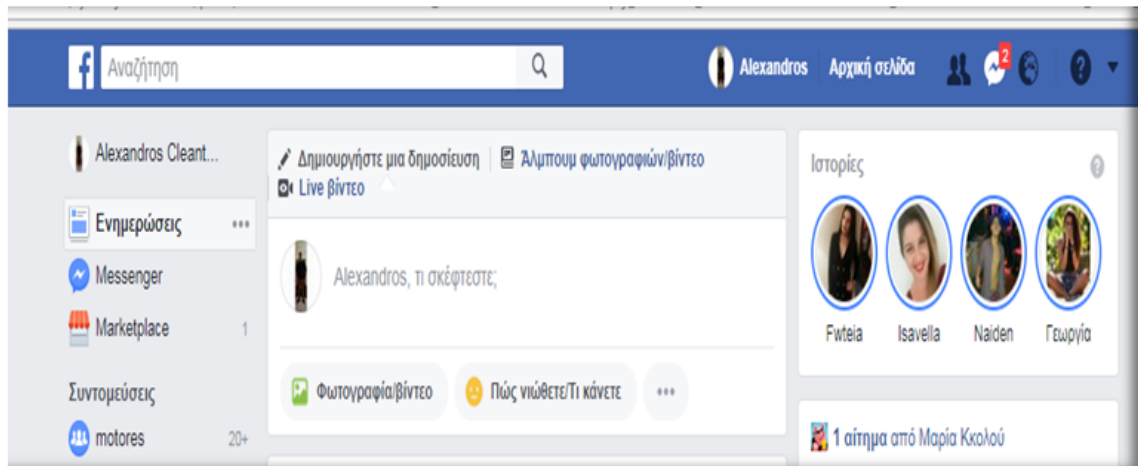 f Αναζήτηση Alexandros Αρχική σελίδα 2
Alexandros Cleant...
Ενημερώσεις
Messenger
Marketplace 1
Συντομεύσεις
motores 20+
Δημιουργήστε μια δημοσίευση Άλμπουμ φωτογραφιών/βίντεο
Live βίντεο
Alexandros, τι σκέφτεστε;
Φωτογραφία/βίντεο Πώς νιώθετε/Τι κάνετε
Ιστορίες
Fwteia Isavella Naiden Γεωργία
1 αίτημα από Μαρία Κκολού